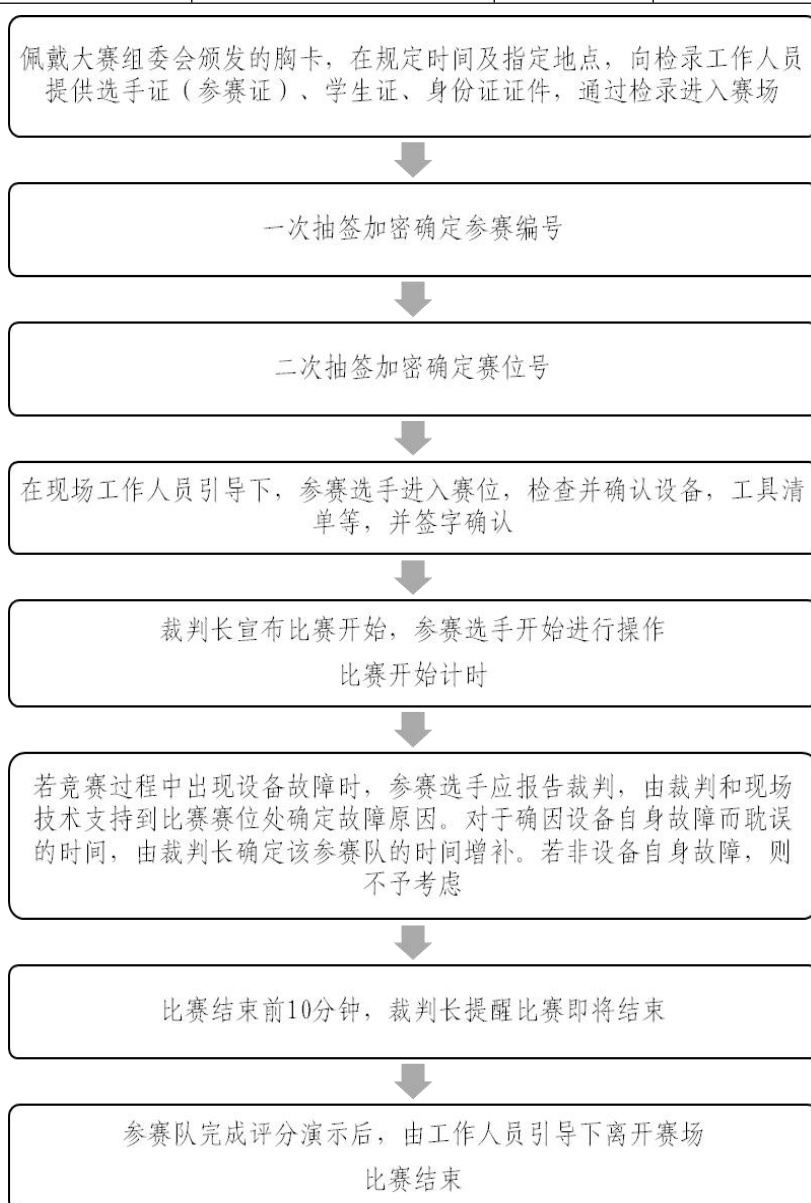 佩戴大赛组委会颁发的胸卡，在规定时间及指定地点，向检录工作人员
提供选手证（参赛证）、学生证、身份证证件，通过检录进入赛场
一次抽签加密确定参赛编号
二次抽签加密确定赛位号
在现场工作人员引导下，参赛选手进入赛位，检查并确认设备，工具清
单等，并签字确认
裁判长宣布比赛开始，参赛选手开始进行操作
比赛开始计时
若竞赛过程中出现设备故障时，参赛选手应报告裁判，由裁判和现场
技术支持到比赛赛位处确定故障原因。对于确因设备自身故障而耽误
的时间，由裁判长确定该参赛队的时间增补。若非设备自身故障，则
不予考虑
比赛结束前10分钟，裁判长提醒比赛即将结束
参赛队完成评分演示后，由工作人员引导下离开赛场
比赛结束